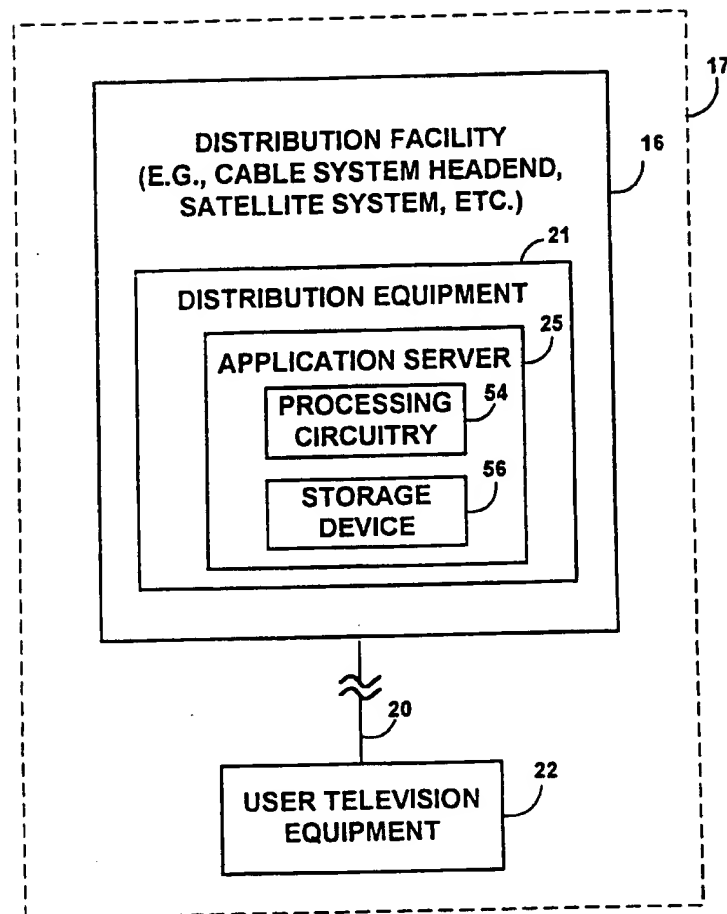 17
DISTRIBUTION FACILITY
(E.G., CABLE SYSTEM HEADEND,
SATELLITE SYSTEM, ETC.)
16
21
DISTRIBUTION EQUIPMENT
25
APPLICATION SERVER
PROCESSING
CIRCUITRY
54
STORAGE
DEVICE
56
20
USER TELEVISION
EQUIPMENT
22